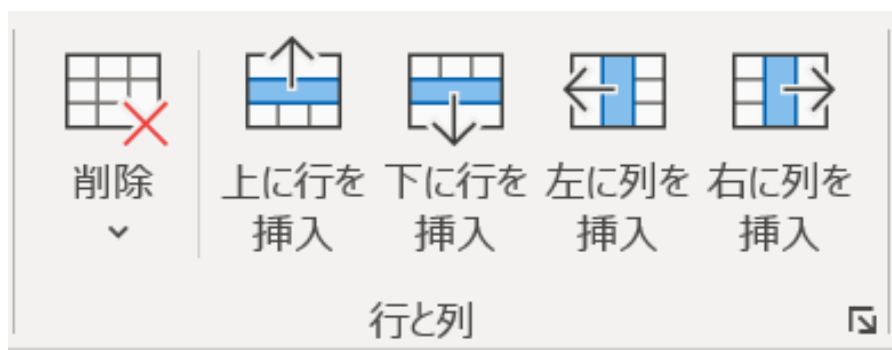 削除
上に行を
挿入
下に行を
挿入
左に列を
挿入
右に列を
挿入
行と列